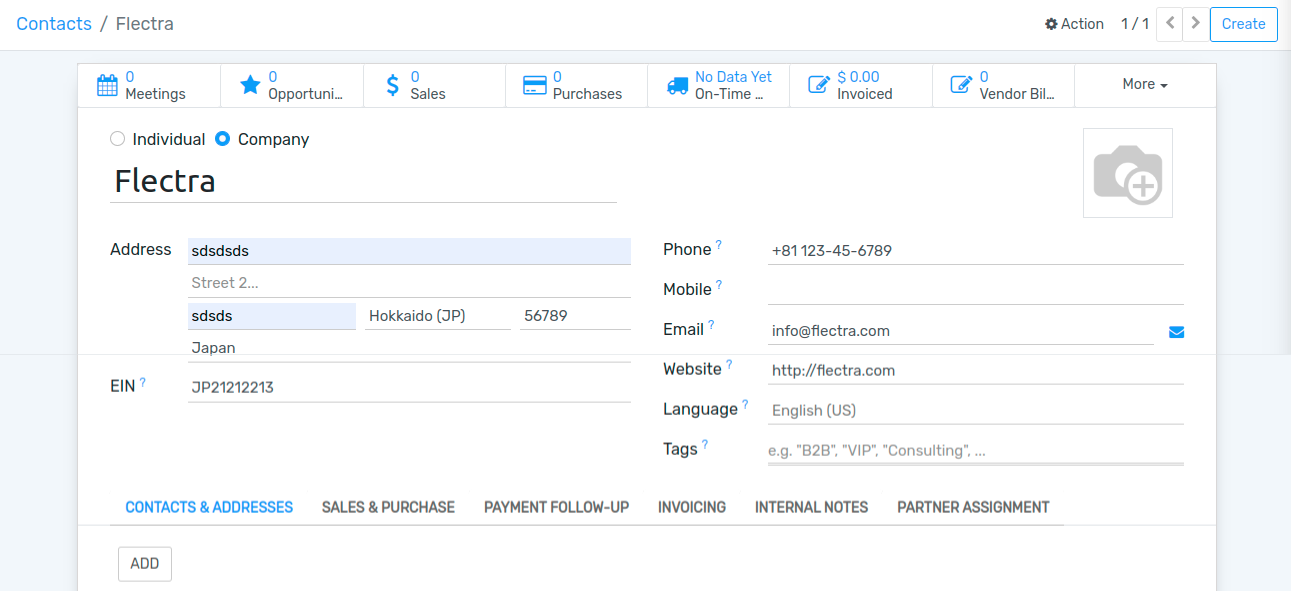 Contacts / Flectra
Action 1 / 1 Create
0 Meetings
0 Opportuni...
$ 0 Sales
0 Purchases
No Data Yet On-Time ...
$ 0.00 Invoiced
0 Vendor Bil...
More
Individual Company
Flectra
Address sdsdsds
Street 2...
sdsds Hokkaido (JP) 56789
Japan
EIN ? JP21212213
Phone ? +81 123-45-6789
Mobile ?
Email ? info@flectra.com
Website ? http://flectra.com
Language ? English (US)
Tags ? e.g. "B2B", "VIP", "Consulting", ...
CONTACTS & ADDRESSES SALES & PURCHASE PAYMENT FOLLOW-UP INVOICING INTERNAL NOTES PARTNER ASSIGNMENT
ADD